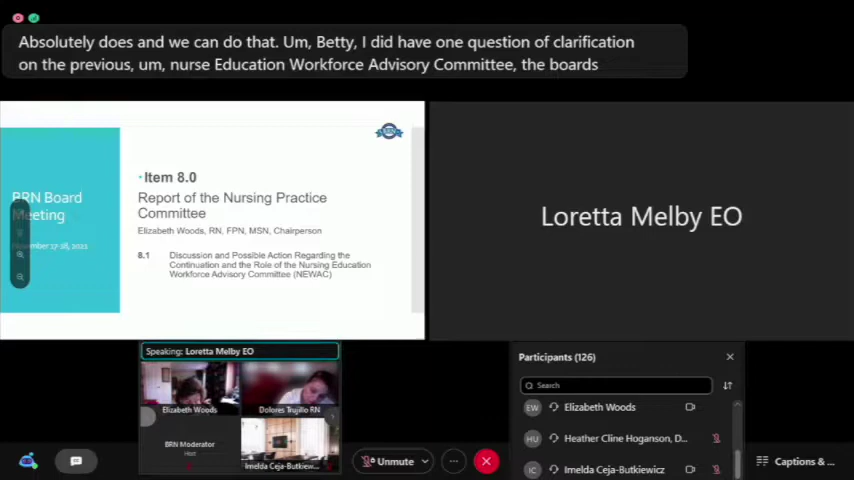 Absolutely does and we can do that. Um, Betty, I did have one question of clarification
on the previous, um, nurse Education Workforce Advisory Committee, the boards
BRN Board
Meeting
November 17-18, 2021
Item 8.0
Report of the Nursing Practice
Committee
Elizabeth Woods, RN, FPN, MSN, Chairperson
8.1 Discussion and Possible Action Regarding the
Continuation and the Role of the Nursing Education
Workforce Advisory Committee (NEWAC)
Loretta Melby EO
Speaking: Loretta Melby EO
Elizabeth Woods
Dolores Trujillo RN
BRN Moderator
Host
Imelda Ceja-Butkiew...
Unmute
Participants (126)
Search
EW Elizabeth Woods
HU Heather Cline Hoganson, D...
IC Imelda Ceja-Butkiewicz
Captions & ...